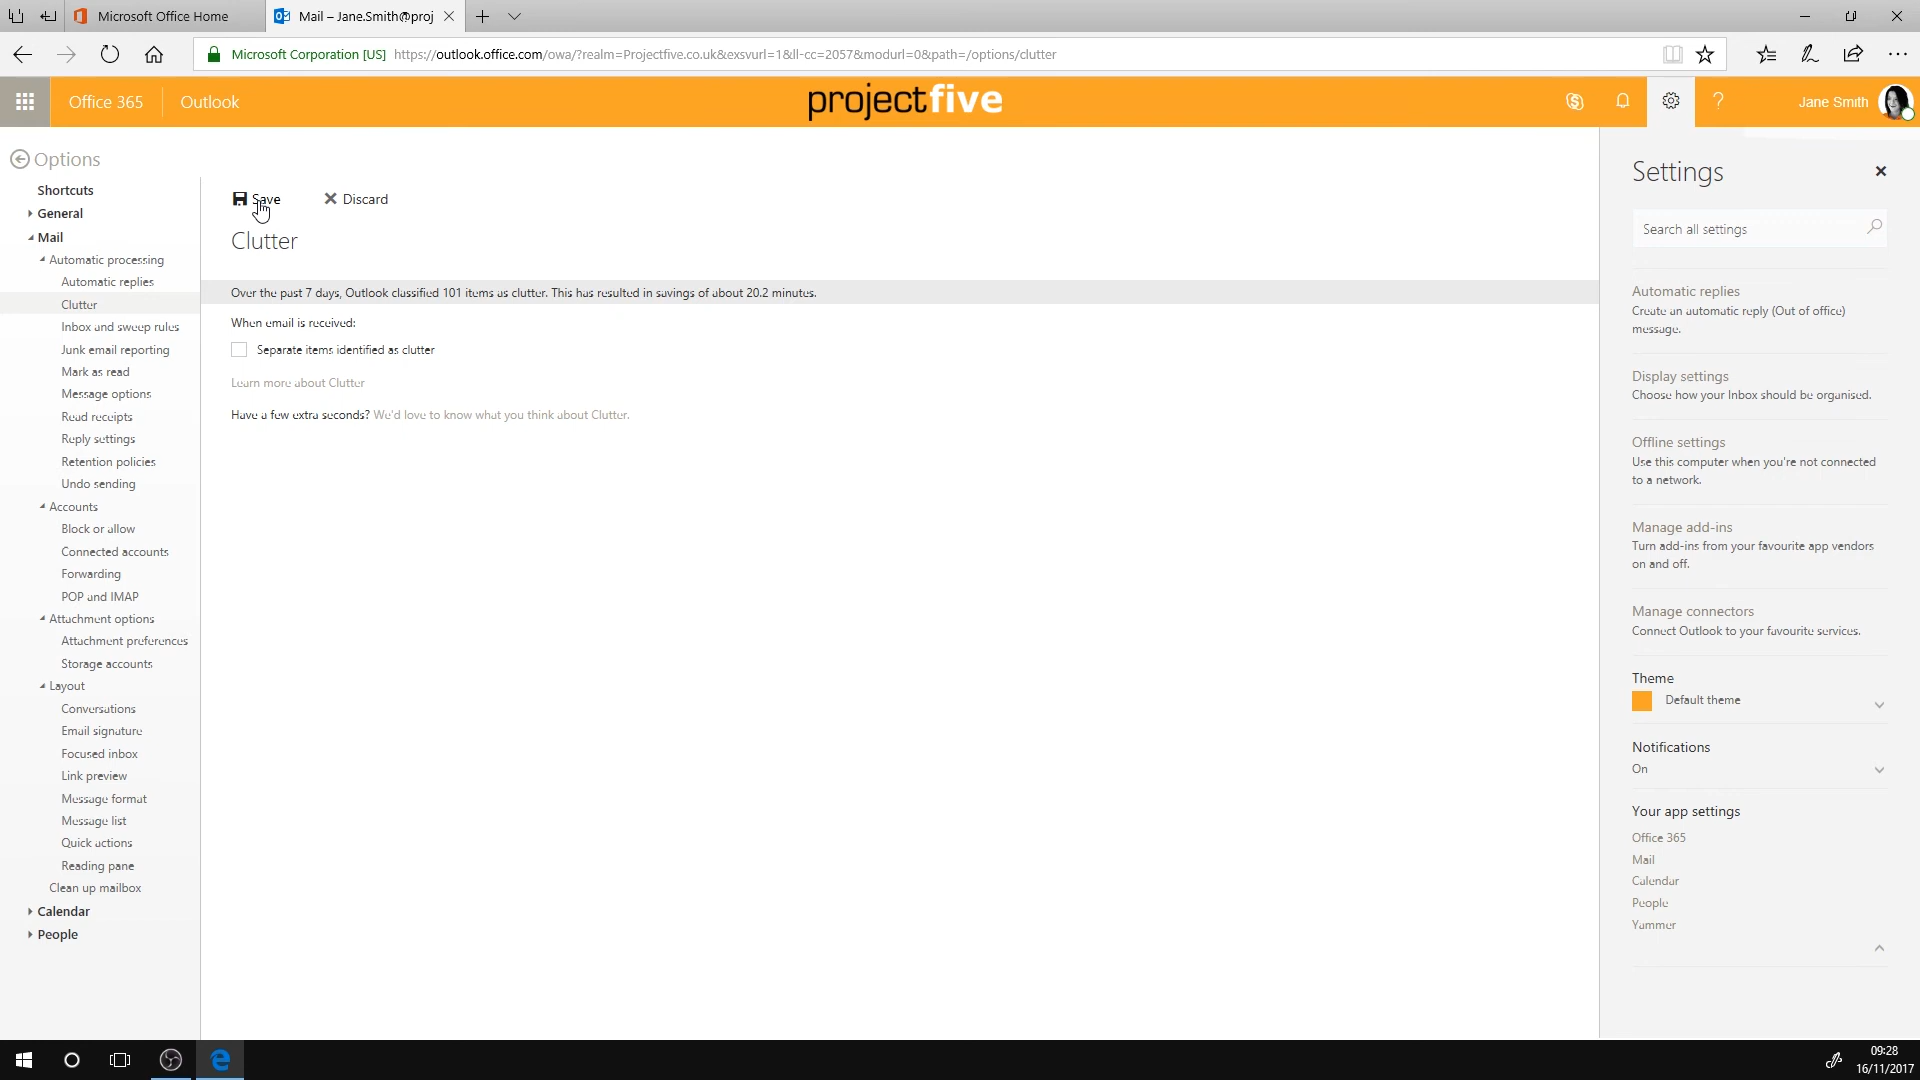 Microsoft Office Home
Mail – Jane.Smith@proj
Microsoft Corporation [US] https://outlook.office.com/owa/?realm=Projectfive.co.uk&exsvurl=1&ll-cc=2057&modurl=0&path=/options/clutter
Office 365
Outlook
projectfive
?
Jane Smith
Options
Shortcuts
General
Mail
Automatic processing
Automatic replies
Clutter
Inbox and sweep rules
Junk email reporting
Mark as read
Message options
Read receipts
Reply settings
Retention policies
Undo sending
Accounts
Block or allow
Connected accounts
Forwarding
POP and IMAP
Attachment options
Attachment preferences
Storage accounts
Layout
Conversations
Email signature
Focused inbox
Link preview
Message format
Message list
Quick actions
Reading pane
Clean up mailbox
Calendar
People
Save
Discard
Clutter
Over the past 7 days, Outlook classified 101 items as clutter. This has resulted in savings of about 20.2 minutes.
When email is received:
Separate items identified as clutter
Learn more about Clutter
Have a few extra seconds? We'd love to know what you think about Clutter.
Settings
Search all settings
Automatic replies
Create an automatic reply (Out of office)
message.
Display settings
Choose how your Inbox should be organised.
Offline settings
Use this computer when you're not connected
to a network.
Manage add-ins
Turn add-ins from your favourite app vendors
on and off.
Manage connectors
Connect Outlook to your favourite services.
Theme
Default theme
Notifications
On
Your app settings
Office 365
Mail
Calendar
People
Yammer
09:28
16/11/2017